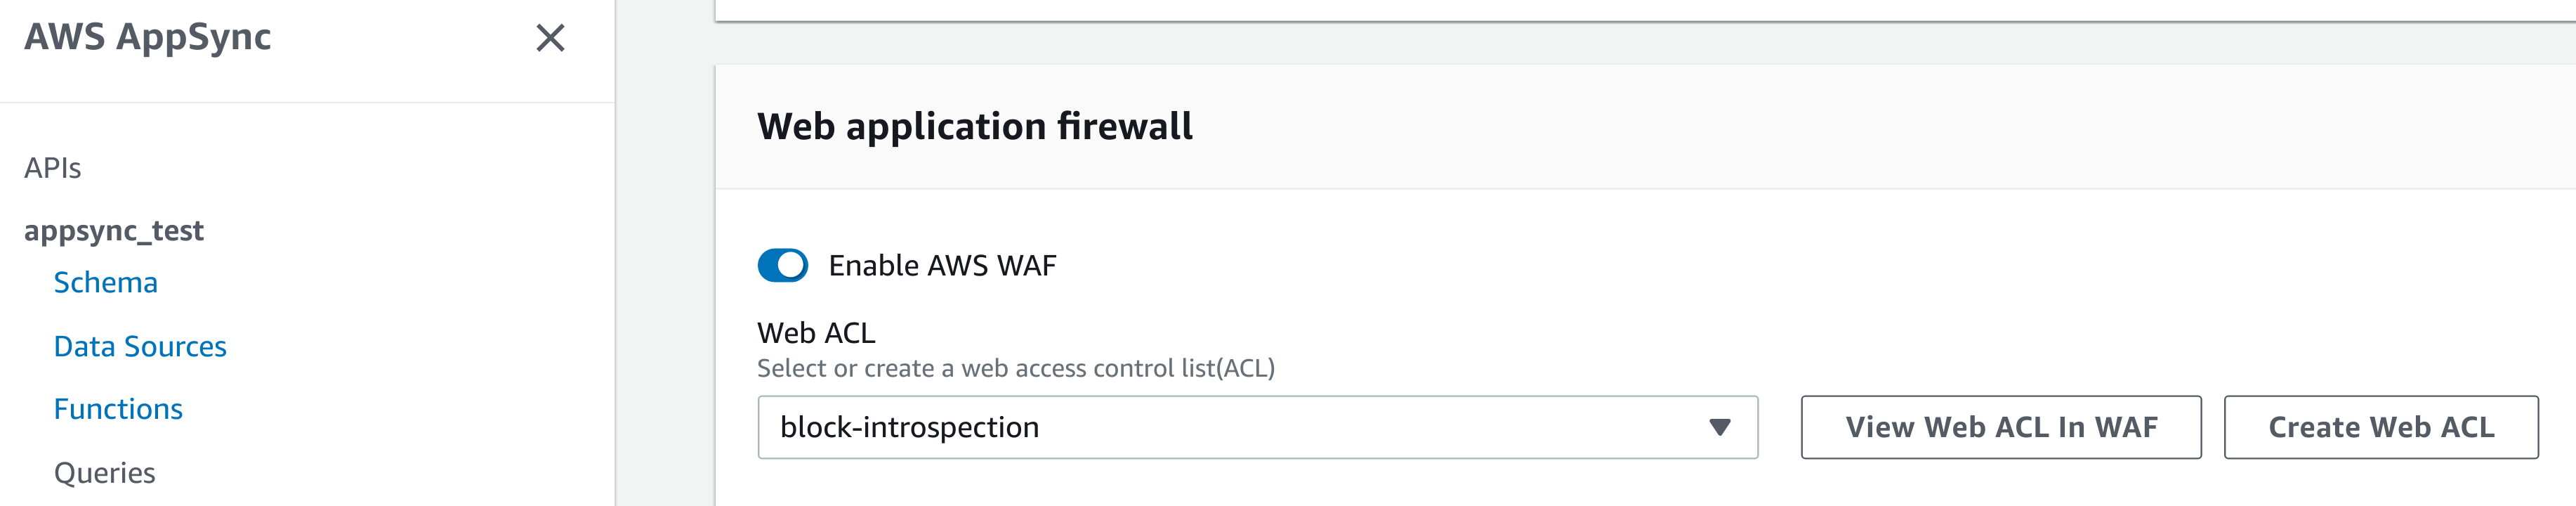 AWS AppSync
APIs
appsync_test
Schema
Data Sources
Functions
Queries
Web application firewall
Enable AWS WAF
Web ACL
Select or create a web access control list(ACL)
block-introspection
View Web ACL In WAF
Create Web ACL